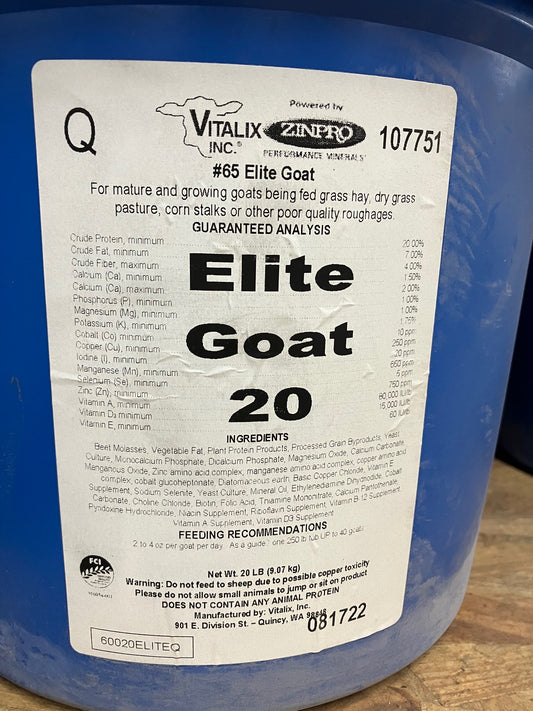 Q
VITALIX INC.®
Powered by
ZINPRO
PERFORMANCE MINERALS®
107751
#65 Elite Goat
For mature and growing goats being fed grass hay, dry grass
pasture, corn stalks or other poor quality roughages.
GUARANTEED ANALYSIS
Crude Protein, minimum 20.00%
Crude Fat, minimum 7.00%
Crude Fiber, maximum 4.00%
Calcium (Ca), minimum 1.50%
Calcium (Ca), maximum 2.00%
Phosphorus (P), minimum 1.00%
Magnesium (Mg), minimum 1.00%
Potassium (K), minimum 1.75%
Cobalt (Co) minimum 10 ppm
Copper (Cu), minimum 250 ppm
Iodine (I), minimum 20 ppm
Manganese (Mn), minimum 650 ppm
Selenium (Se), minimum 5 ppm
Zinc (Zn), minimum 750 ppm
Vitamin A, minimum 80,000 IU/lb
Vitamin D3 minimum 15,000 IU/lb
Vitamin E, minimum 80 IU/lb
Elite
Goat
20
INGREDIENTS
Beet Molasses, Vegetable Fat, Plant Protein Products, Processed Grain Byproducts, Yeast
Culture, Monocalcium Phosphate, Dicalcium Phosphate, Magnesium Oxide, Calcium Carbonate,
Manganous Oxide, Zinc amino acid complex, manganese amino acid complex, copper amino acid
complex, cobalt glucoheptonate, Diatomaceous earth, Basic Copper Chloride, Vitamin E
Supplement, Sodium Selenite, Yeast Culture, Mineral Oil, Ethylenediamine Dihydriodide, Cobalt
Carbonate, Choline Chloride, Biotin, Folic Acid, Thiamine Mononitrate, Calcium Pantothenate,
Pyridoxine Hydrochloride, Niacin Supplement, Riboflavin Supplement, Vitamin B-12 Supplement,
Vitamin A Supplement, Vitamin D3 Supplement
FEEDING RECOMMENDATIONS
2 to 4 oz per goat per day. As a guide: one 250 lb tub UP to 40 goats
FCI
Net Wt. 20 LB (9.07 kg)
Warning: Do not feed to sheep due to possible copper toxicity
Please do not allow small animals to jump or sit on product
DOES NOT CONTAIN ANY ANIMAL PROTEIN
Manufactured by: Vitalix, Inc.
901 E. Division St. – Quincy, WA 98848
081722
60020ELITEQ